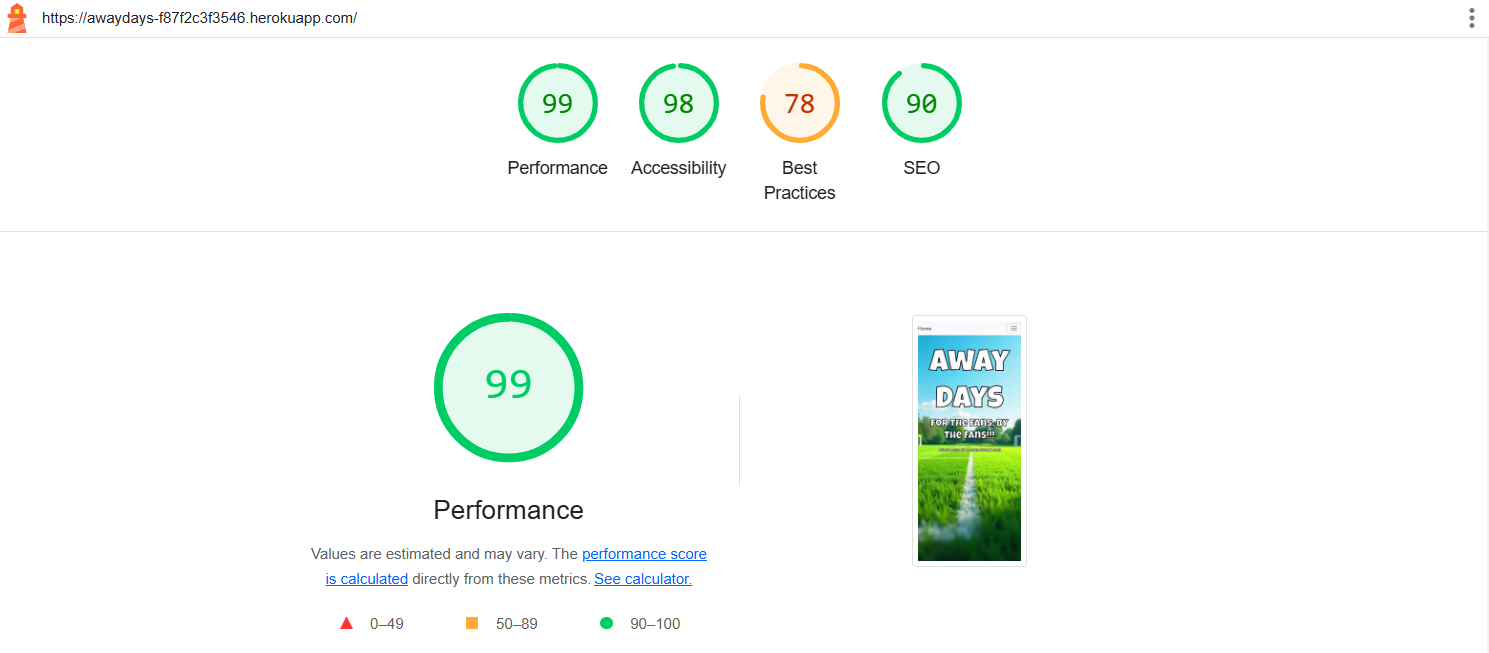 https://awaydays-f87f2c3f3546.herokuapp.com/
99 98 78 90
Performance Accessibility Best Practices SEO
99
Performance
Values are estimated and may vary. The performance score
is calculated directly from these metrics. See calculator.
0–49 50–89 90–100
Home
AWAY
DAYS
FOR THE FANS, BY
THE FANS!!!